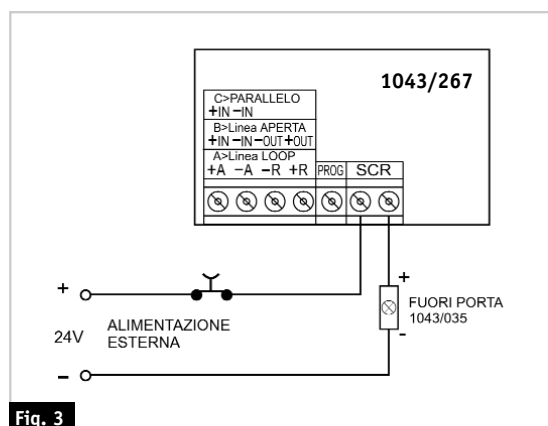 1043/267
C>PARALLELO
+IN −IN
B>Linea APERTA
+IN −IN −OUT +OUT
A>Linea LOOP
+A −A −R +R PROG SCR
+
24V
ALIMENTAZIONE
ESTERNA
−
+
FUORI PORTA
1043/035
-
Fig. 3